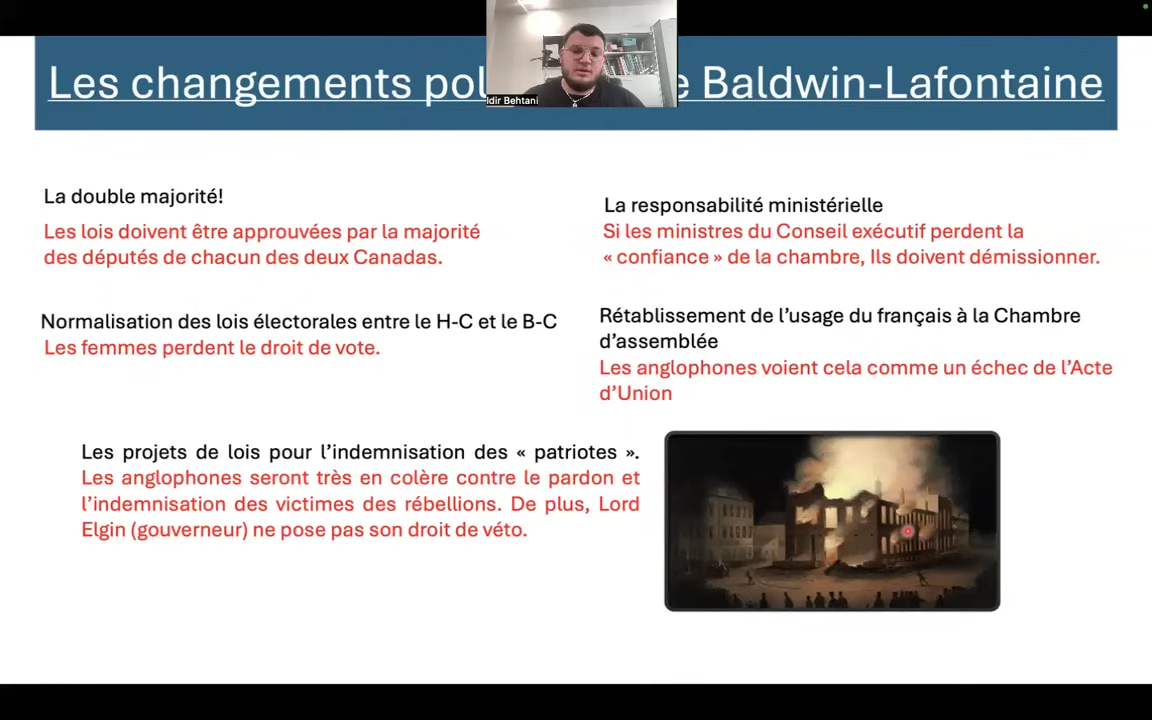 Les changements pol e Baldwin-Lafontaine
ldir Behtani
La double majorité!
Les lois doivent être approuvées par la majorité
des députés de chacun des deux Canadas.
La responsabilité ministérielle
Si les ministres du Conseil exécutif perdent la
« confiance » de la chambre, Ils doivent démissionner.
Normalisation des lois électorales entre le H-C et le B-C
Les femmes perdent le droit de vote.
Rétablissement de l’usage du français à la Chambre
d’assemblée
Les anglophones voient cela comme un échec de l’Acte
d’Union
Les projets de lois pour l’indemnisation des « patriotes ».
Les anglophones seront très en colère contre le pardon et
l’indemnisation des victimes des rébellions. De plus, Lord
Elgin (gouverneur) ne pose pas son droit de véto.